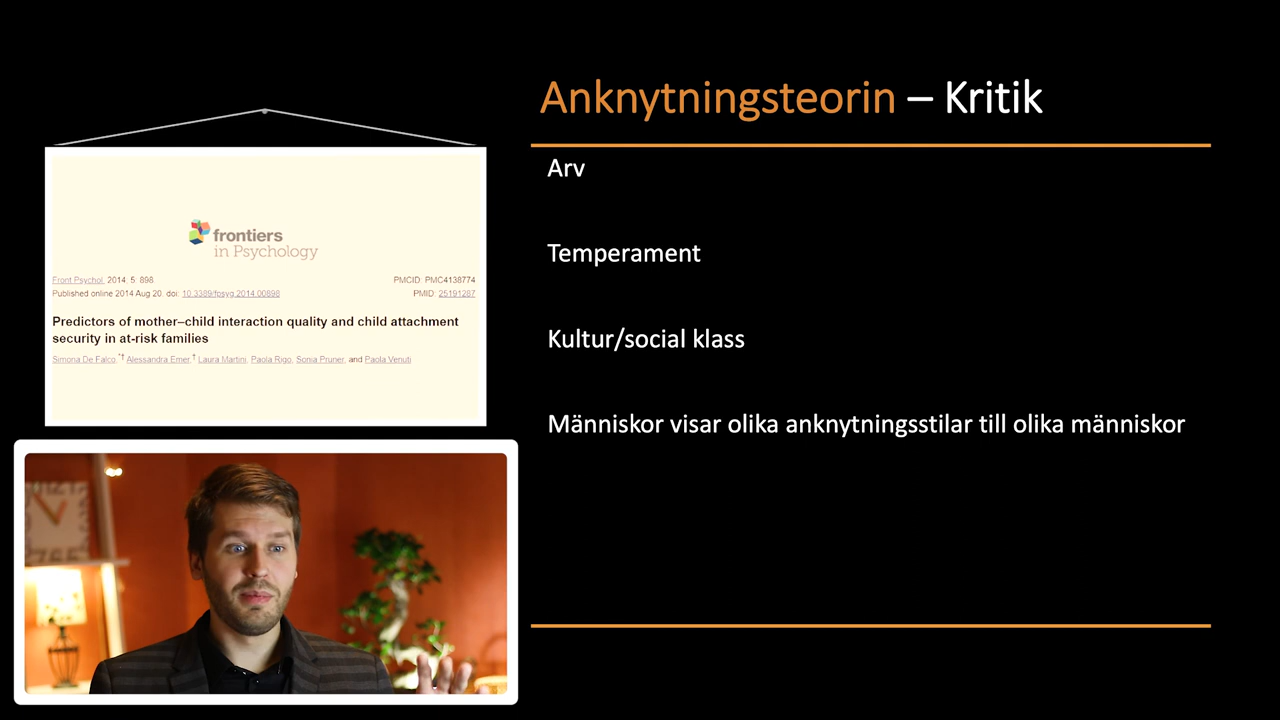 Anknytningsteorin – Kritik
Arv
Temperament
Kultur/social klass
Människor visar olika anknytningsstilar till olika människor
frontiers
in Psychology
Front Psychol. 2014; 5: 898.
PMCID: PMC4138774
Published online 2014 Aug 20. doi: 10.3389/fpsyg.2014.00898
PMID: 25191287
Predictors of mother–child interaction quality and child attachment
security in at-risk families
Simona De Falco,*† Alessandra Emer,† Laura Martini, Paola Rigo, Sonia Pruner, and Paola Venuti